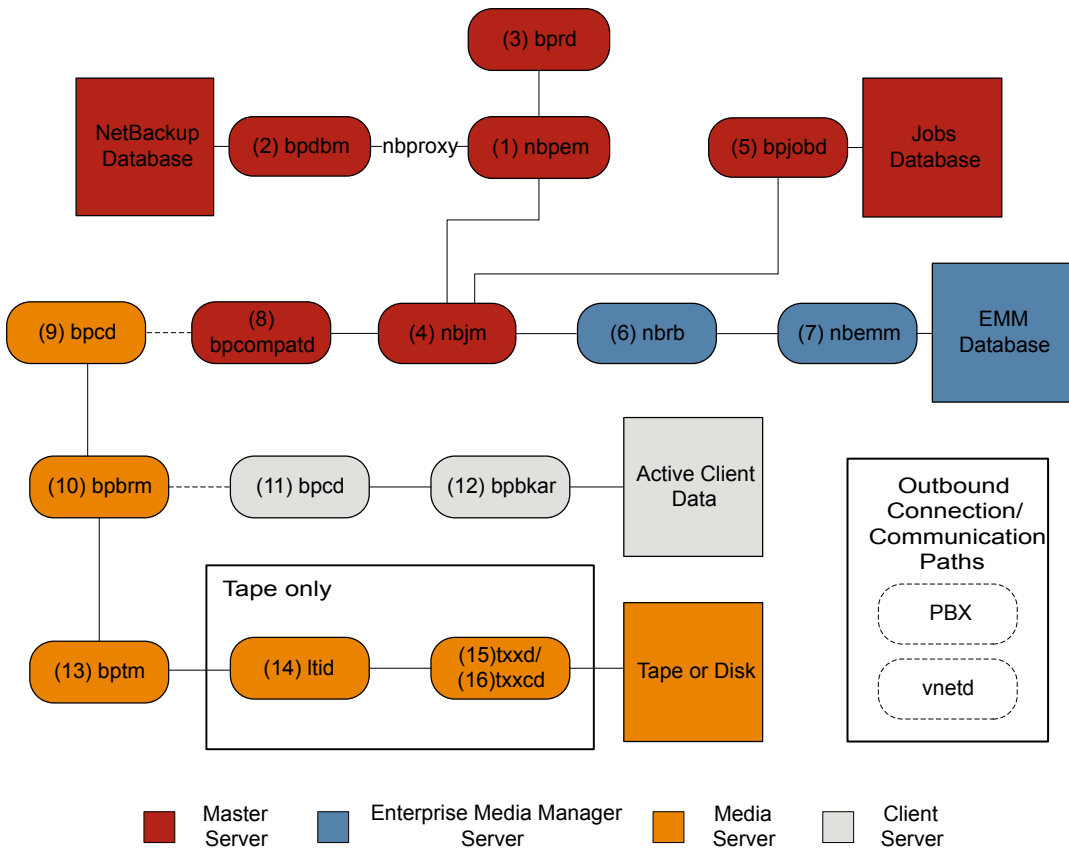 (3) bprd
NetBackup
Database
(2) bpdbm
nbproxy
(1) nbpem
(5) bpjobd
Jobs
Database
(9) bpcd
(8)
bpcompatd
(4) nbjm
(6) nbrb
(7) nbemm
EMM
Database
(10) bpbrm
(11) bpcd
(12) bpbkar
Active Client
Data
Outbound
Connection/
Communication
Paths
PBX
vnetd
Tape only
(13) bptm
(14) ltid
(15)txxd/
(16)txxcd
Tape or Disk
Master
Server
Enterprise Media Manager
Server
Media
Server
Client
Server